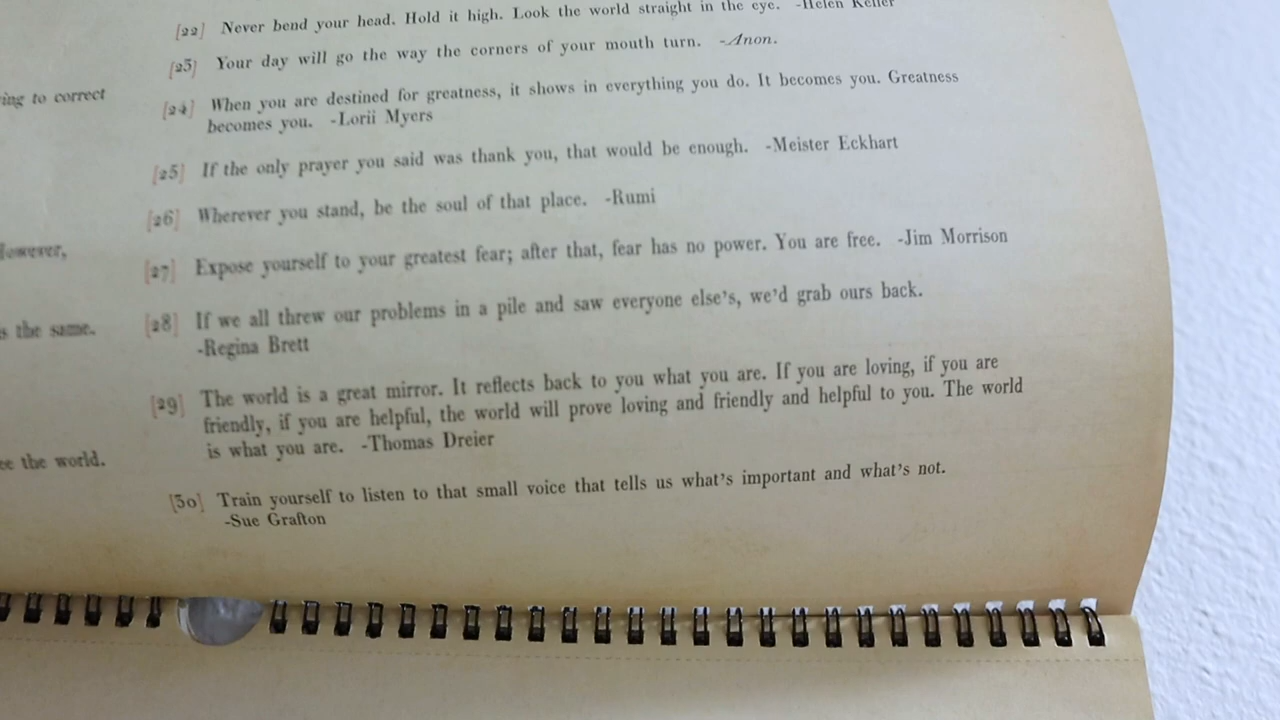 [22] Never bend your head. Hold it high. Look the world straight in the eye. -Helen Keller
[23] Your day will go the way the corners of your mouth turn. -Anon.
ing to correct
[24] When you are destined for greatness, it shows in everything you do. It becomes you. Greatness
becomes you. -Lorii Myers
[25] If the only prayer you said was thank you, that would be enough. -Meister Eckhart
[26] Wherever you stand, be the soul of that place. -Rumi
However,
[27] Expose yourself to your greatest fear; after that, fear has no power. You are free. -Jim Morrison
s the same.
[28] If we all threw our problems in a pile and saw everyone else's, we'd grab ours back.
-Regina Brett
[29] The world is a great mirror. It reflects back to you what you are. If you are loving, if you are
friendly, if you are helpful, the world will prove loving and friendly and helpful to you. The world
is what you are. -Thomas Dreier
ee the world.
[30] Train yourself to listen to that small voice that tells us what's important and what's not.
-Sue Grafton